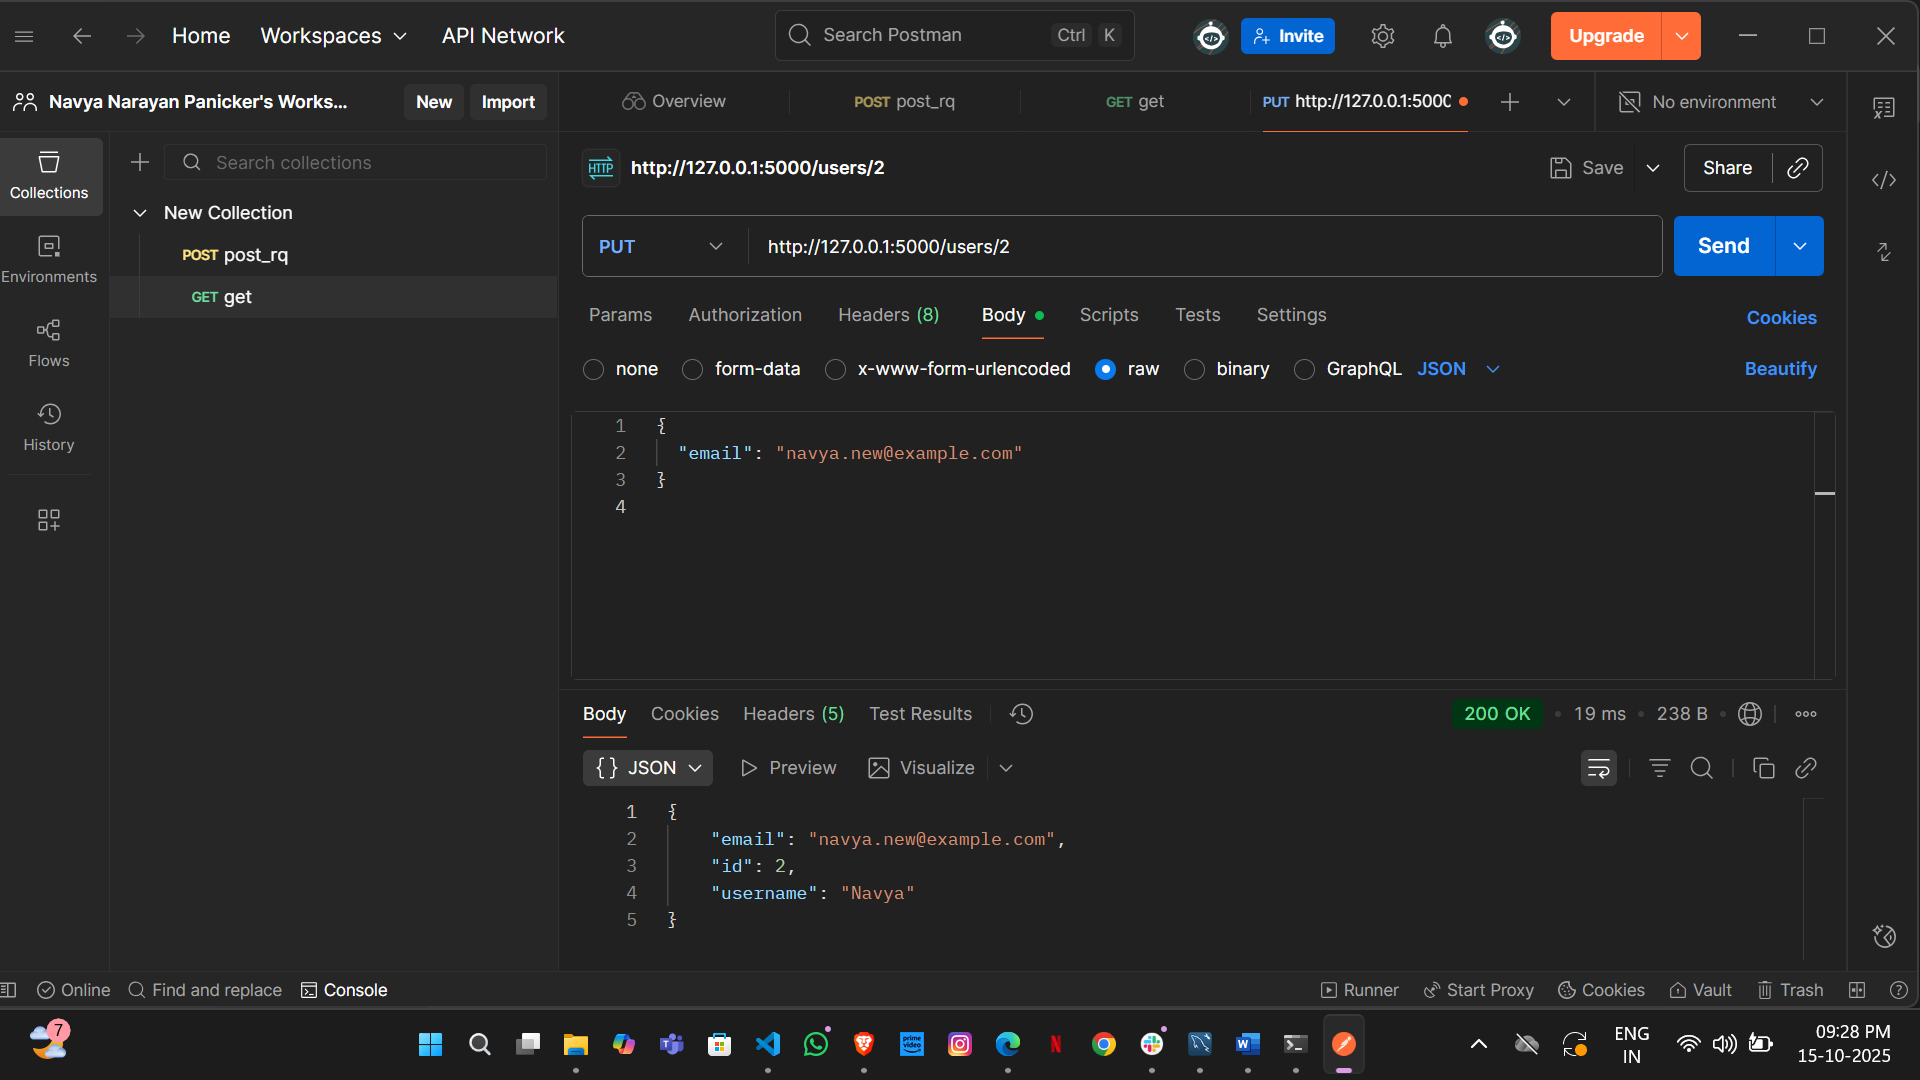 Home Workspaces API Network Search Postman Ctrl K Invite Upgrade
Navya Narayan Panicker's Works... New Import Overview POST post_rq GET get PUT http://127.0.0.1:5000 No environment
Collections
Environments
Flows
History
Search collections
New Collection
POST post_rq
GET get
HTTP http://127.0.0.1:5000/users/2 Save Share
PUT http://127.0.0.1:5000/users/2 Send
Params Authorization Headers (8) Body Scripts Tests Settings Cookies
none form-data x-www-form-urlencoded raw binary GraphQL JSON Beautify
1 {
2 "email": "navya.new@example.com"
3 }
4
Body Cookies Headers (5) Test Results 200 OK • 19 ms • 238 B •
{} JSON Preview Visualize
1 {
2 "email": "navya.new@example.com",
3 "id": 2,
4 "username": "Navya"
5 }
Online Find and replace Console Runner Start Proxy Cookies Vault Trash
7
prime video
ENG
IN
09:28 PM
15-10-2025